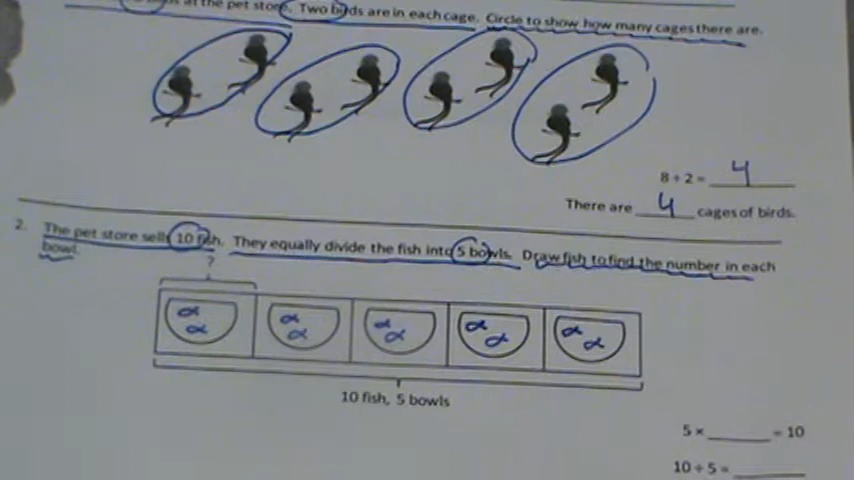 at the pet store. Two birds are in each cage. Circle to show how many cages there are.
8 ÷ 2 = 4
There are 4 cages of birds.
2. The pet store sells 10 fish. They equally divide the fish into 5 bowls. Draw fish to find the number in each
bowl.
?
10 fish, 5 bowls
5 × ______ = 10
10 ÷ 5 = ______